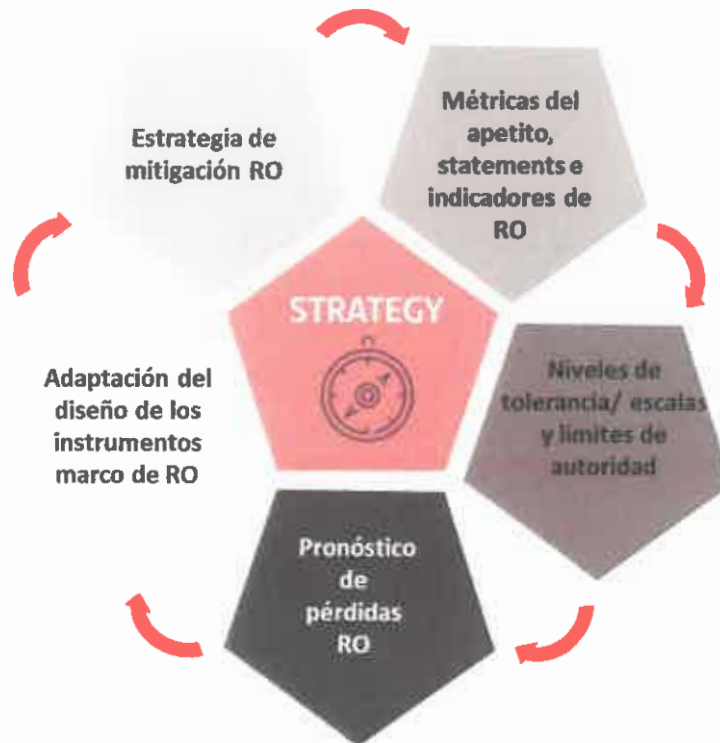 Estrategia de
mitigación RO
Métricas del
apetito,
statements e
indicadores de
RO
STRATEGY
Niveles de
tolerancia/ escalas
y limites de
autoridad
Adaptación del
diseño de los
instrumentos
marco de RO
Pronóstico
de
pérdidas
RO